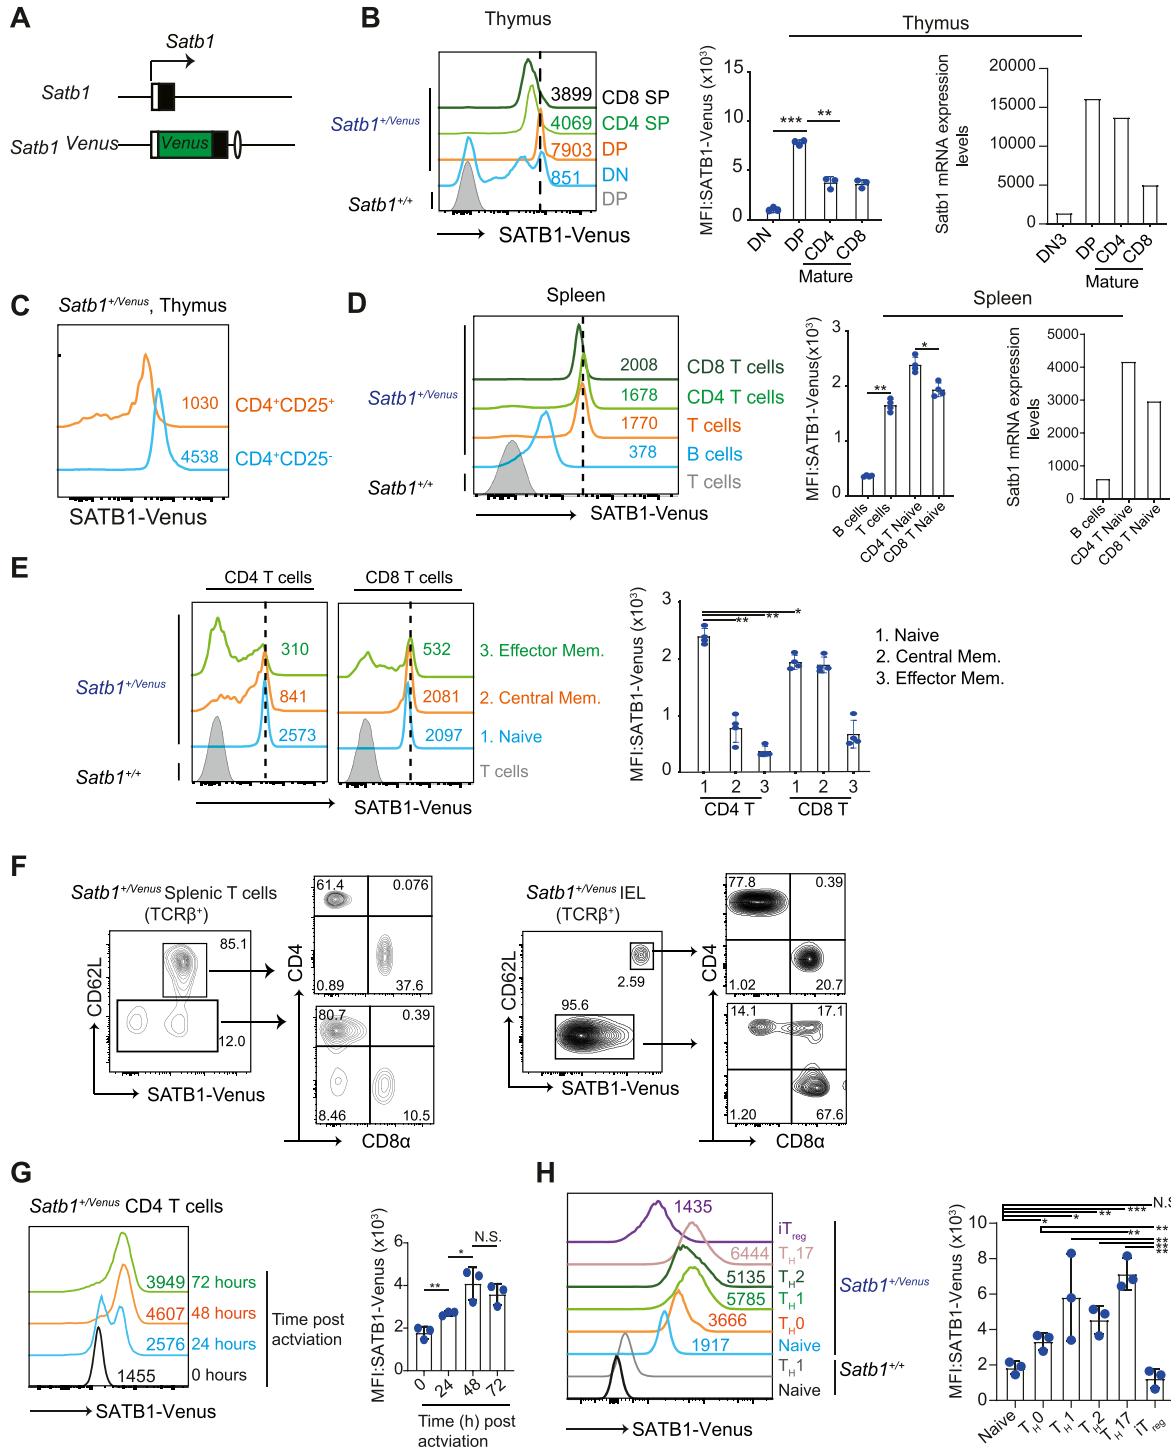 A
Satb1
Satb1
Satb1 Venus
Venus
B
Thymus
Satb1+/Venus
Satb1+/+
3899 CD8 SP
4069 CD4 SP
7903 DP
851 DN
DP
SATB1-Venus
Thymus
MFI:SATB1-Venus (x10³)
15
10
5
0
***
**
DN
DP
CD4
CD8
Mature
Satb1 mRNA expression
levels
20000
15000
10000
5000
0
DN3
DP
CD4
CD8
Mature
C
Satb1+/Venus, Thymus
1030 CD4+CD25+
4538 CD4+CD25-
SATB1-Venus
D
Spleen
Satb1+/Venus
Satb1+/+
2008 CD8 T cells
1678 CD4 T cells
1770 T cells
378 B cells
T cells
SATB1-Venus
Spleen
MFI:SATB1-Venus(x10³)
3
2
1
0
**
*
B cells
T cells
CD4 T Naive
CD8 T Naive
Satb1 mRNA expression
levels
5000
4000
3000
2000
1000
0
B cells
CD4 T Naive
CD8 T Naive
E
CD4 T cells
CD8 T cells
Satb1+/Venus
Satb1+/+
310
841
2573
532
2081
2097
3. Effector Mem.
2. Central Mem.
1. Naive
T cells
SATB1-Venus
MFI:SATB1-Venus (x10³)
3
2
1
0
**
**
*
1 2 3 1 2 3
CD4 T CD8 T
1. Naive
2. Central Mem.
3. Effector Mem.
F
Satb1+/Venus Splenic T cells
(TCRβ+)
CD62L
SATB1-Venus
85.1
12.0
CD4
CD8α
61.4 0.076
0.89 37.6
80.7 0.39
8.46 10.5
Satb1+/Venus IEL
(TCRβ+)
CD62L
SATB1-Venus
2.59
95.6
CD4
CD8α
77.8 0.39
1.02 20.7
14.1 17.1
1.20 67.6
G
Satb1+/Venus CD4 T cells
3949 72 hours
4607 48 hours
2576 24 hours
1455 0 hours
Time post
actviation
SATB1-Venus
MFI:SATB1-Venus (x10³)
6
4
2
0
**
*
N.S.
0
24
48
72
Time (h) post
actviation
H
1435
6444
5135
5785
3666
1917
iTreg
TH17
TH2
TH1
TH0
Naive
TH1
Naive
Satb1+/Venus
Satb1+/+
SATB1-Venus
MFI:SATB1-Venus (x10³)
10
8
6
4
2
0
N.S
***
**
*
*
**
**
**
**
**
Naive
TH0
TH1
TH2
TH17
iTreg